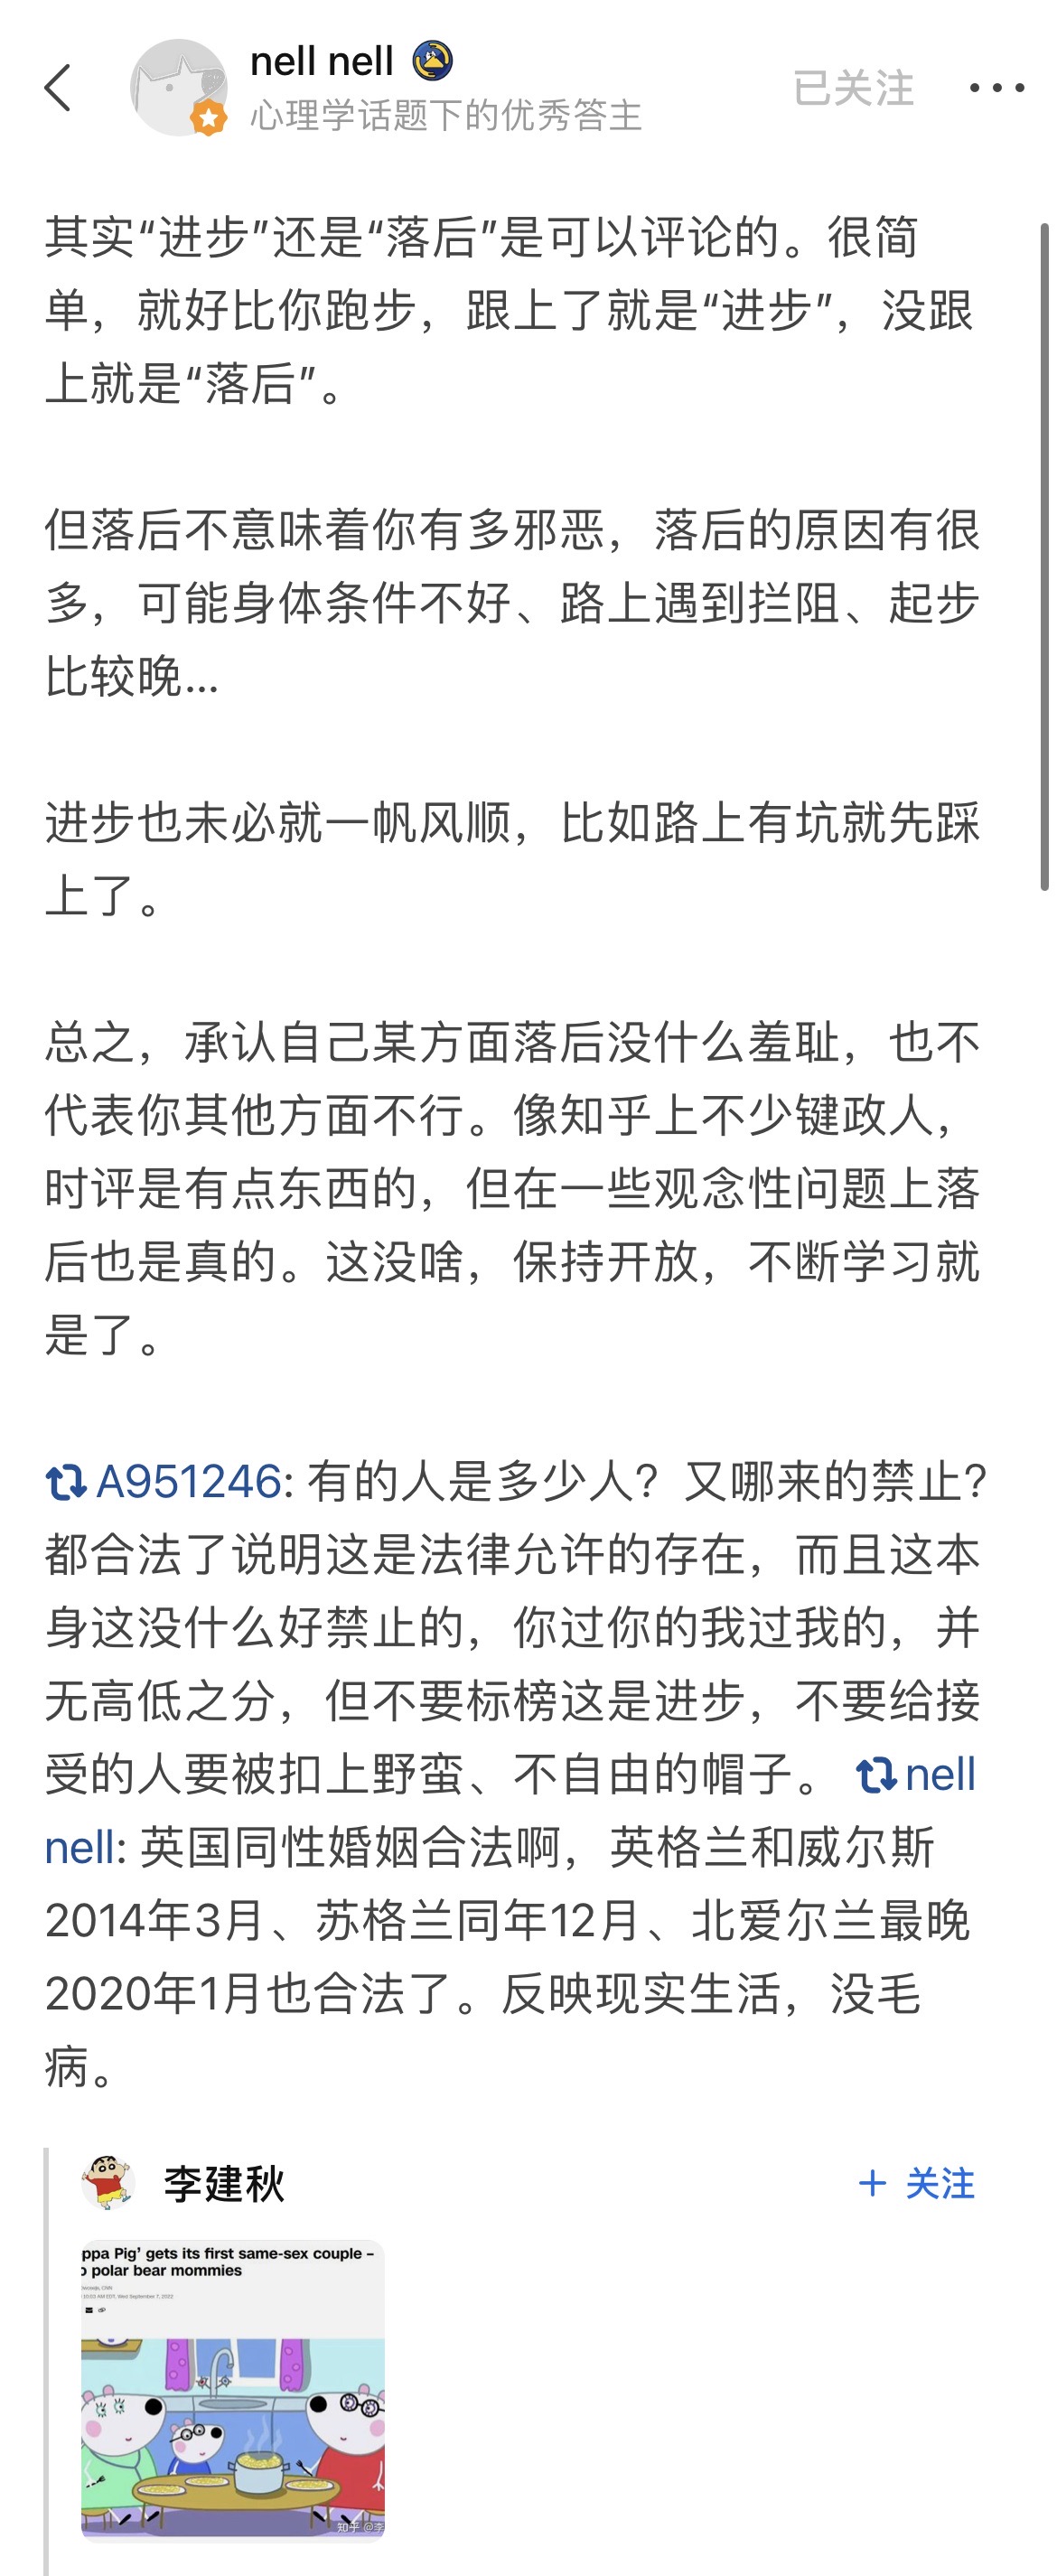 nell nell
心理学话题下的优秀答主
已关注
其实“进步”还是“落后”是可以评论的。很简
单，就好比你跑步，跟上了就是“进步”，没跟
上就是“落后”。
但落后不意味着你有多邪恶，落后的原因有很
多，可能身体条件不好、路上遇到拦阻、起步
比较晚...
进步也未必就一帆风顺，比如路上有坑就先踩
上了。
总之，承认自己某方面落后没什么羞耻，也不
代表你其他方面不行。像知乎上不少键政人，
时评是有点东西的，但在一些观念性问题上落
后也是真的。这没啥，保持开放，不断学习就
是了。
A951246: 有的人是多少人？又哪来的禁止？
都合法了说明这是法律允许的存在，而且这本
身这没什么好禁止的，你过你的我过我的，并
无高低之分，但不要标榜这是进步，不要给接
受的人要被扣上野蛮、不自由的帽子。 nell
nell: 英国同性婚姻合法啊，英格兰和威尔斯
2014年3月、苏格兰同年12月、北爱尔兰最晚
2020年1月也合法了。反映现实生活，没毛
病。
李建秋
+ 关注
ppa Pig’ gets its first same-sex couple –
o polar bear mommies
10:03 AM EDT, Wed September 7, 2022
知乎 @李